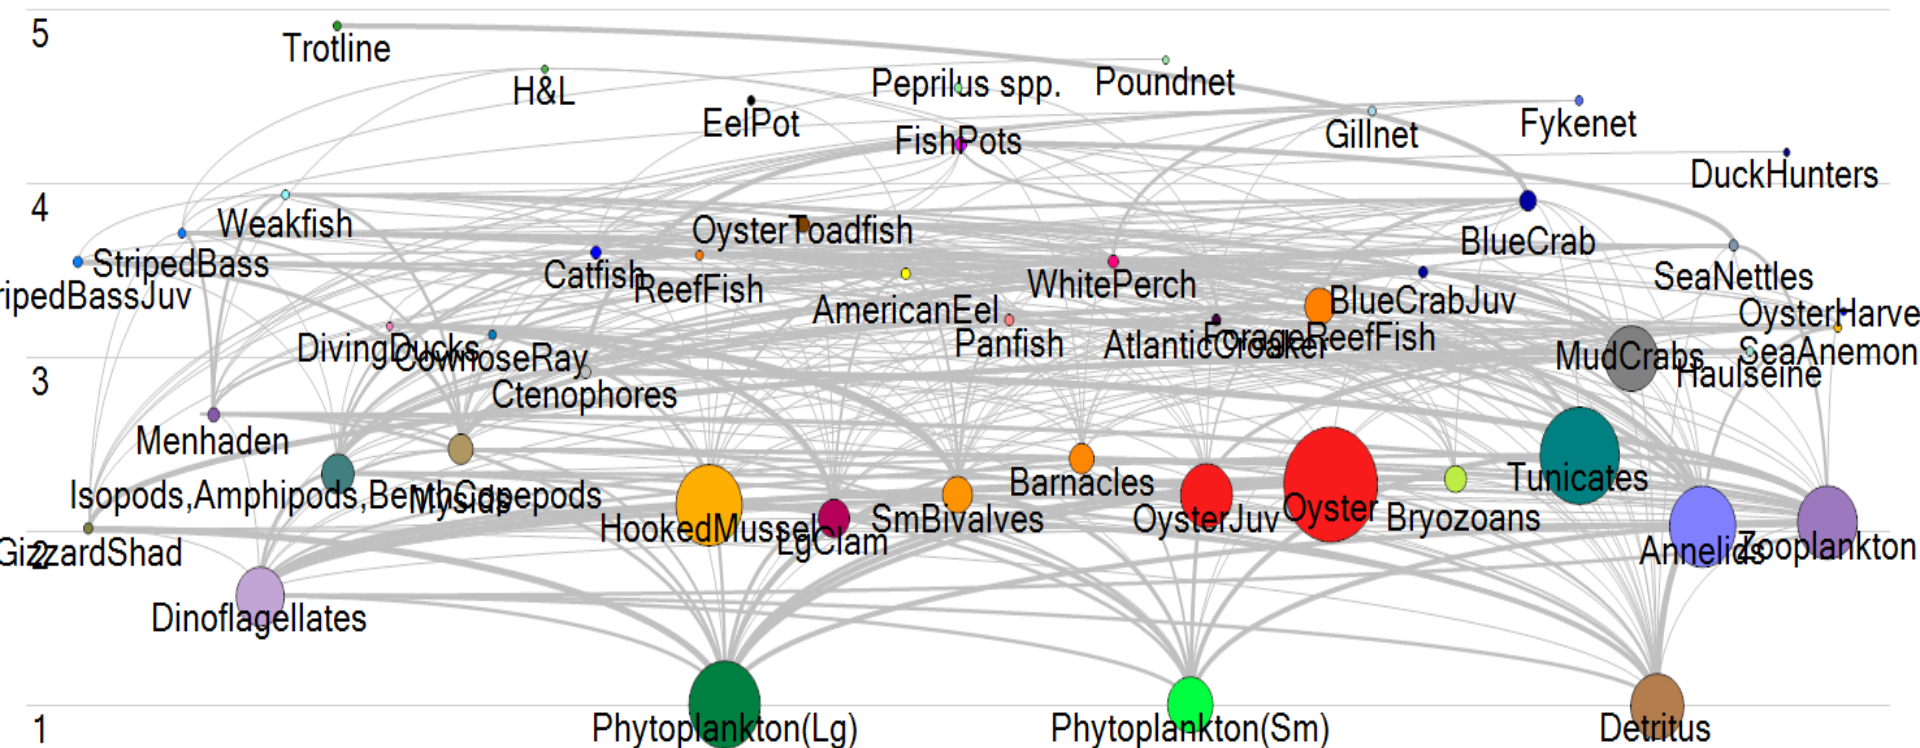 5
Trotline
H&L
Peprilus spp.
Poundnet
EelPot
FishPots
Gillnet
Fykenet
DuckHunters
4
Weakfish
OysterToadfish
BlueCrab
StripedBass
Catfish
ReefFish
WhitePerch
SeaNettles
ripedBassJuv
AmericanEel
BlueCrabJuv
OysterHarve
DivingDucks
CownoseRay
Panfish
AtlanticCroaker
ForageReefFish
MudCrabs
SeaAnemon
Haulseine
3
Ctenophores
Menhaden
Isopods,Amphipods,BenthCopepods
Mysids
Barnacles
Tunicates
HookedMussel
LgClam
SmBivalves
OysterJuv
Oyster
Bryozoans
2
GizzardShad
Annelids
Zooplankton
Dinoflagellates
1
Phytoplankton(Lg)
Phytoplankton(Sm)
Detritus